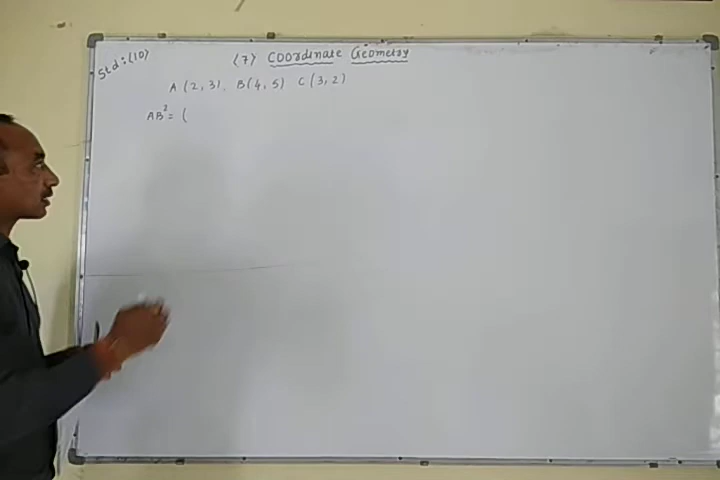 Std:(10)
(7) Coordinate Geometry
A(2,3), B(4,5) C(3,2)
AB² = (